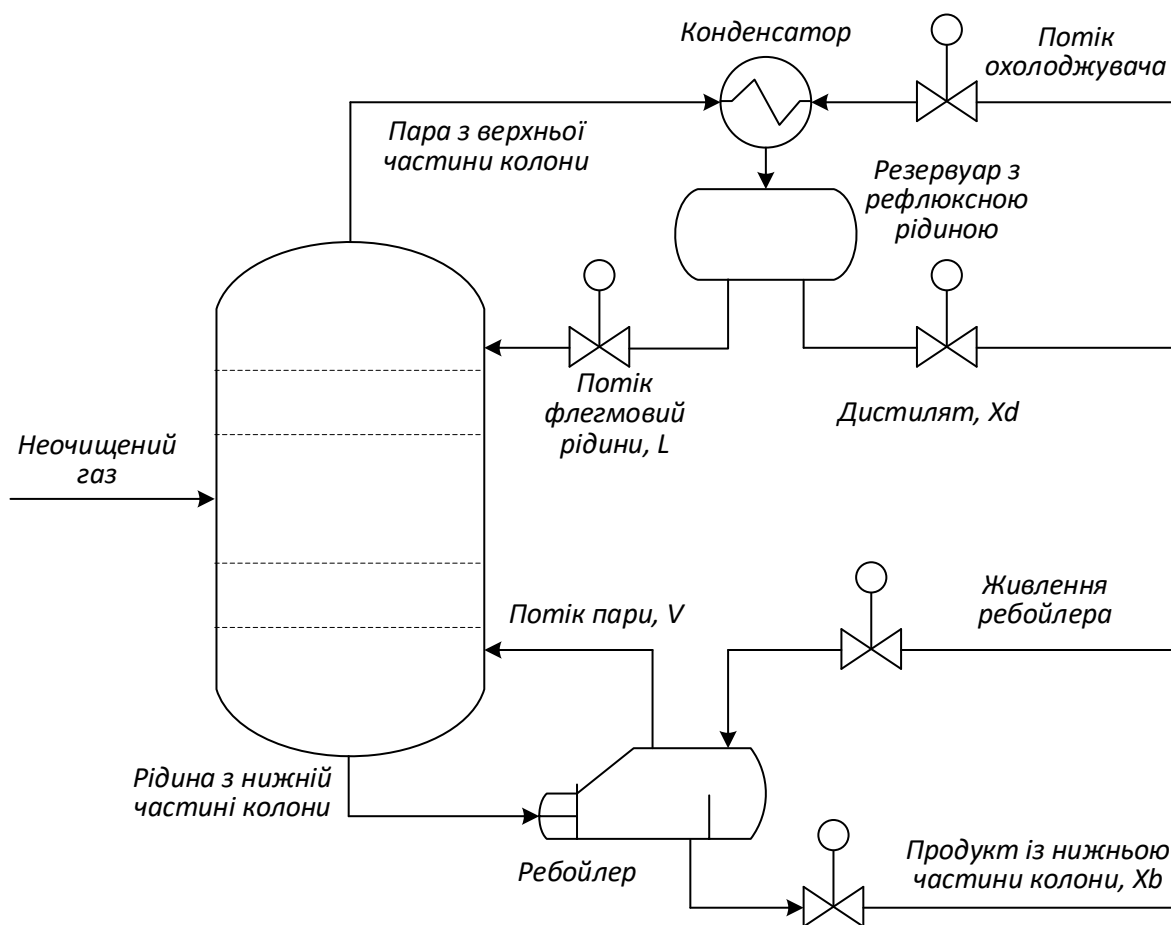 Конденсатор
Потік
охолоджувача
Пара з верхньої
частини колони
Резервуар з
рефлюксною
рідиною
Потік
флегмовий
рідини, L
Дистилят, Xd
Неочищений
газ
Потік пари, V
Живлення
ребойлера
Рідина з нижній
частині колони
Ребойлер
Продукт із нижньою
частини колони, Xb